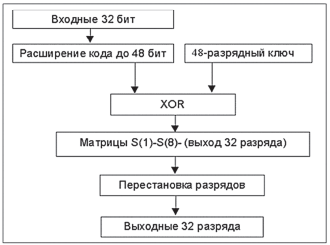 Входные 32 бит
Расширение кода до 48 бит
48-разрядный ключ
XOR
Матрицы S(1)-S(8)- (выход 32 разряда)
Перестановка разрядов
Выходные 32 разряда